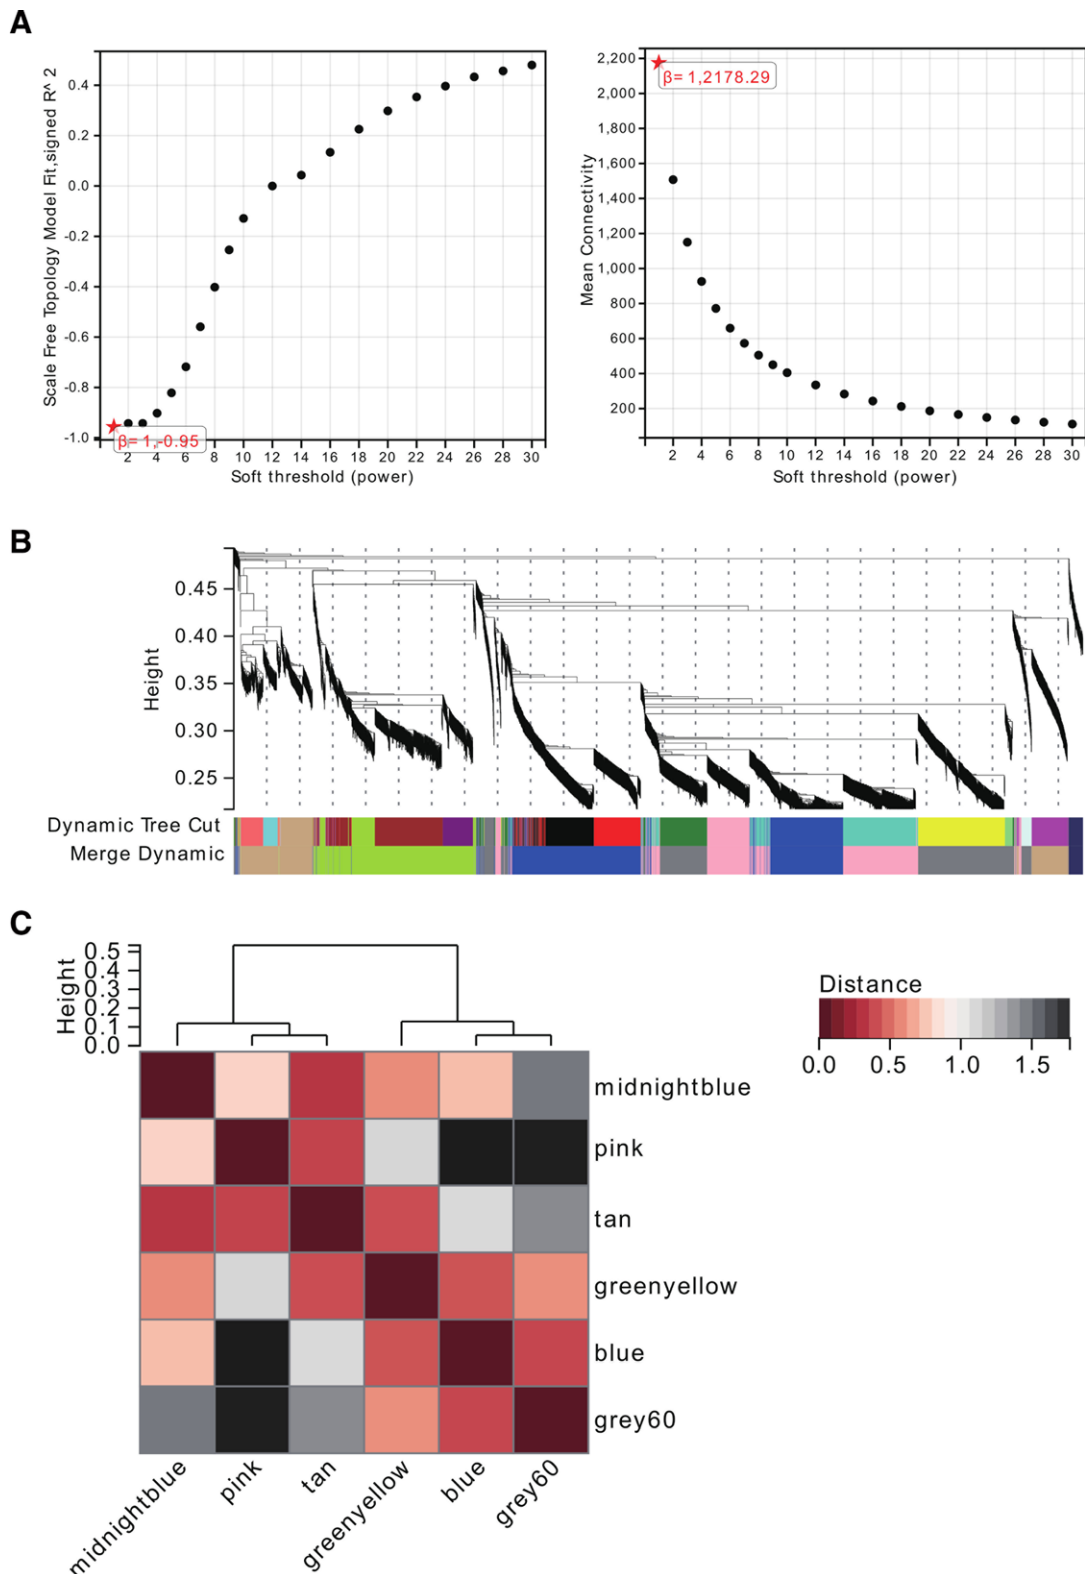 A
Scale Free Topology Model Fit,signed R^ 2
0.4
0.2
0.0
-0.2
-0.4
-0.6
-0.8
-1.0
β= 1,-0.95
2 4 6 8 10 12 14 16 18 20 22 24 26 28 30
Soft threshold (power)
Mean Connectivity
2,200
2,000
1,800
1,600
1,400
1,200
1,000
800
600
400
200
β= 1,2178.29
2 4 6 8 10 12 14 16 18 20 22 24 26 28 30
Soft threshold (power)
B
Height
0.45
0.40
0.35
0.30
0.25
Dynamic Tree Cut
Merge Dynamic
C
Height
0.5
0.4
0.3
0.2
0.1
0.0
Distance
0.0 0.5 1.0 1.5
midnightblue
pink
tan
greenyellow
blue
grey60
midnightblue
pink
tan
greenyellow
blue
grey60